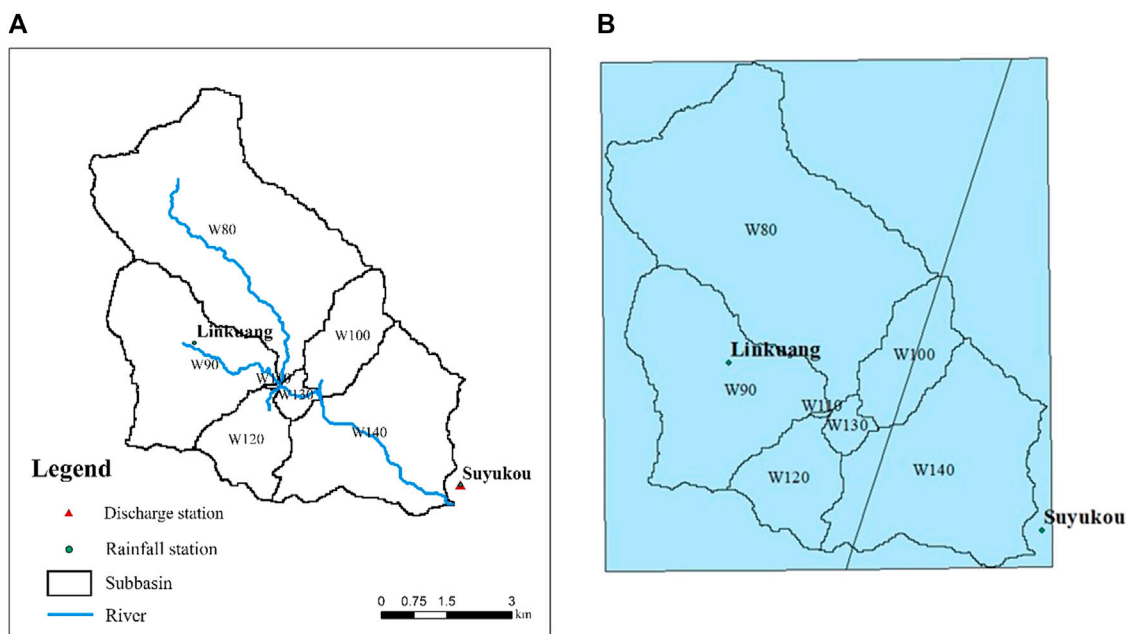 A
W80
Linkuang
W100
W90
W110
W130
W120
W140
Legend
Suyukou
Discharge station
Rainfall station
Subbasin
River
0 0.75 1.5 3
km
B
W80
Linkuang
W100
W90
W110
W130
W120
W140
Suyukou